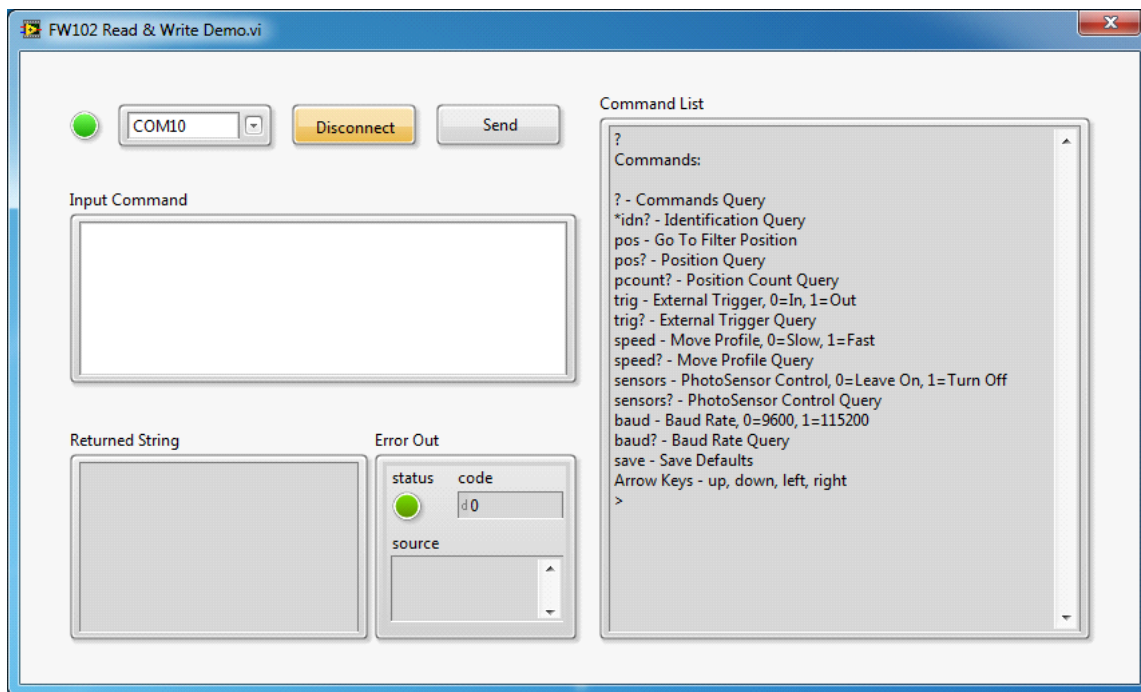 FW102 Read & Write Demo.vi
COM10
Disconnect
Send
Input Command
Returned String
Error Out
status code
d 0
source
Command List
?
Commands:
? - Commands Query
*idn? - Identification Query
pos - Go To Filter Position
pos? - Position Query
pcount? - Position Count Query
trig - External Trigger, 0=In, 1=Out
trig? - External Trigger Query
speed - Move Profile, 0=Slow, 1=Fast
speed? - Move Profile Query
sensors - PhotoSensor Control, 0=Leave On, 1=Turn Off
sensors? - PhotoSensor Control Query
baud - Baud Rate, 0=9600, 1=115200
baud? - Baud Rate Query
save - Save Defaults
Arrow Keys - up, down, left, right
>